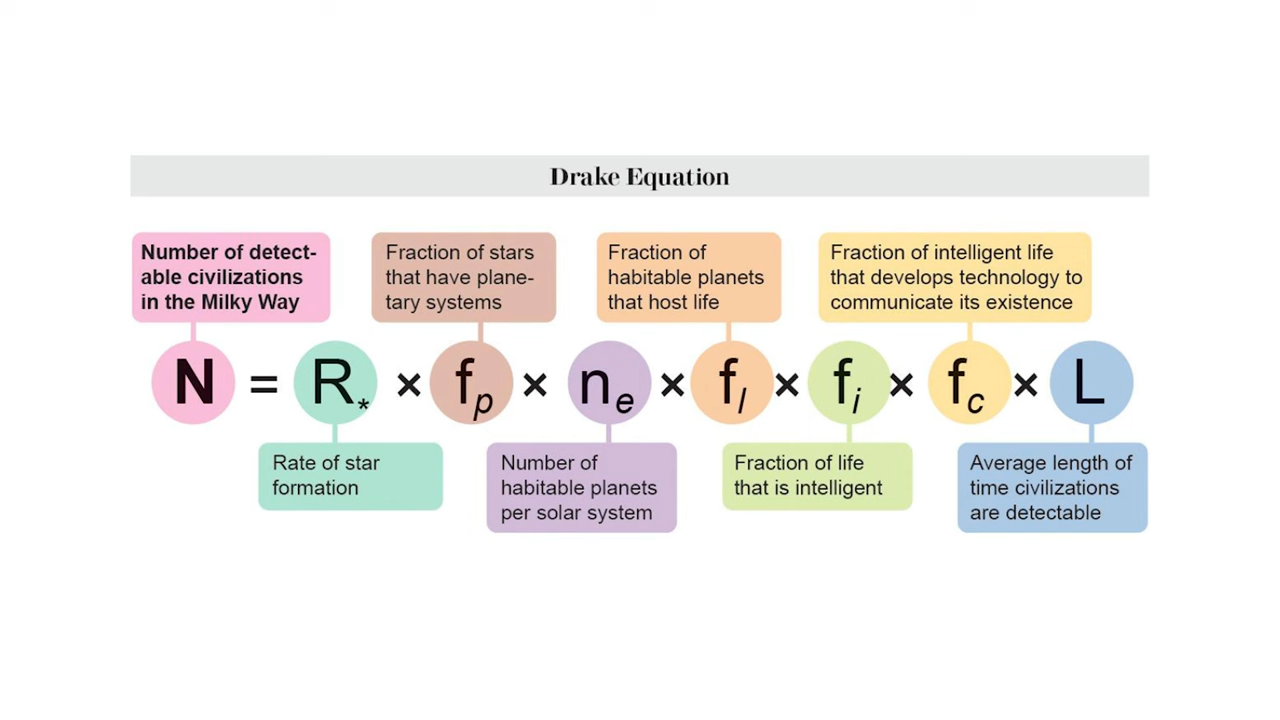 Drake Equation
Number of detect-
able civilizations
in the Milky Way
Fraction of stars
that have plane-
tary systems
Fraction of
habitable planets
that host life
Fraction of intelligent life
that develops technology to
communicate its existence
N = R* × fp × ne × fl × fi × fc × L
Rate of star
formation
Number of
habitable planets
per solar system
Fraction of life
that is intelligent
Average length of
time civilizations
are detectable